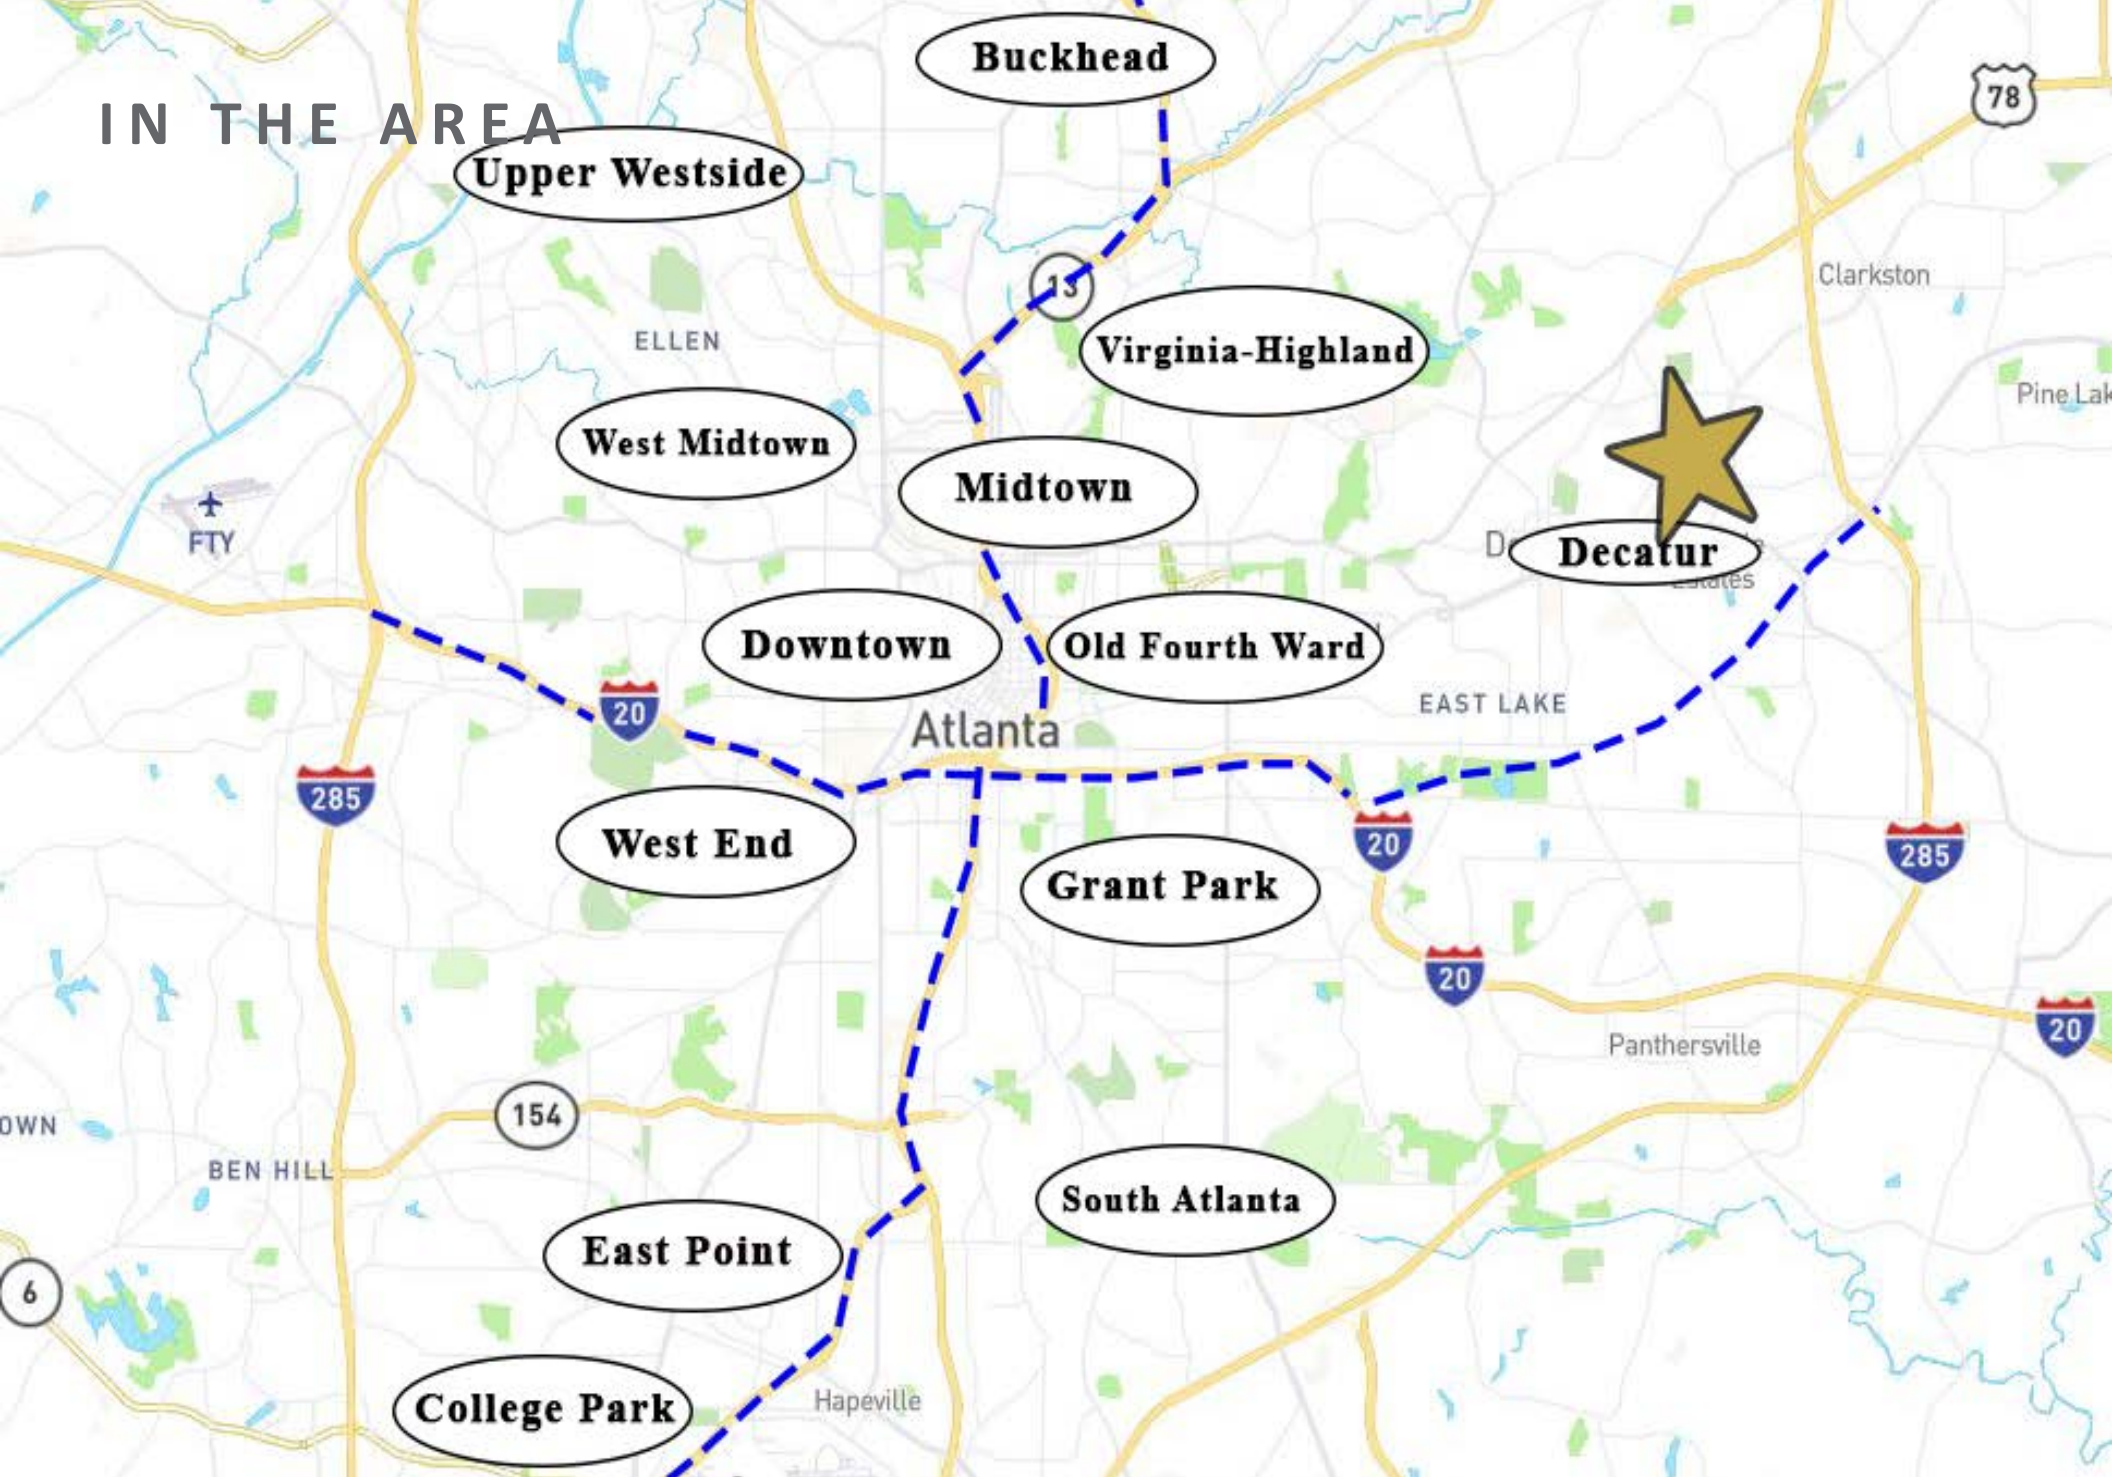 Buckhead
78
IN THE AREA
Upper Westside
Clarkston
13
ELLEN
Virginia-Highland
Pine Lak
West Midtown
Midtown
FTY
Decatur
Estates
Downtown
Old Fourth Ward
EAST LAKE
20
Atlanta
285
West End
20
285
Grant Park
20
20
Panthersville
154
OWN
BEN HILL
South Atlanta
East Point
6
Hapeville
College Park